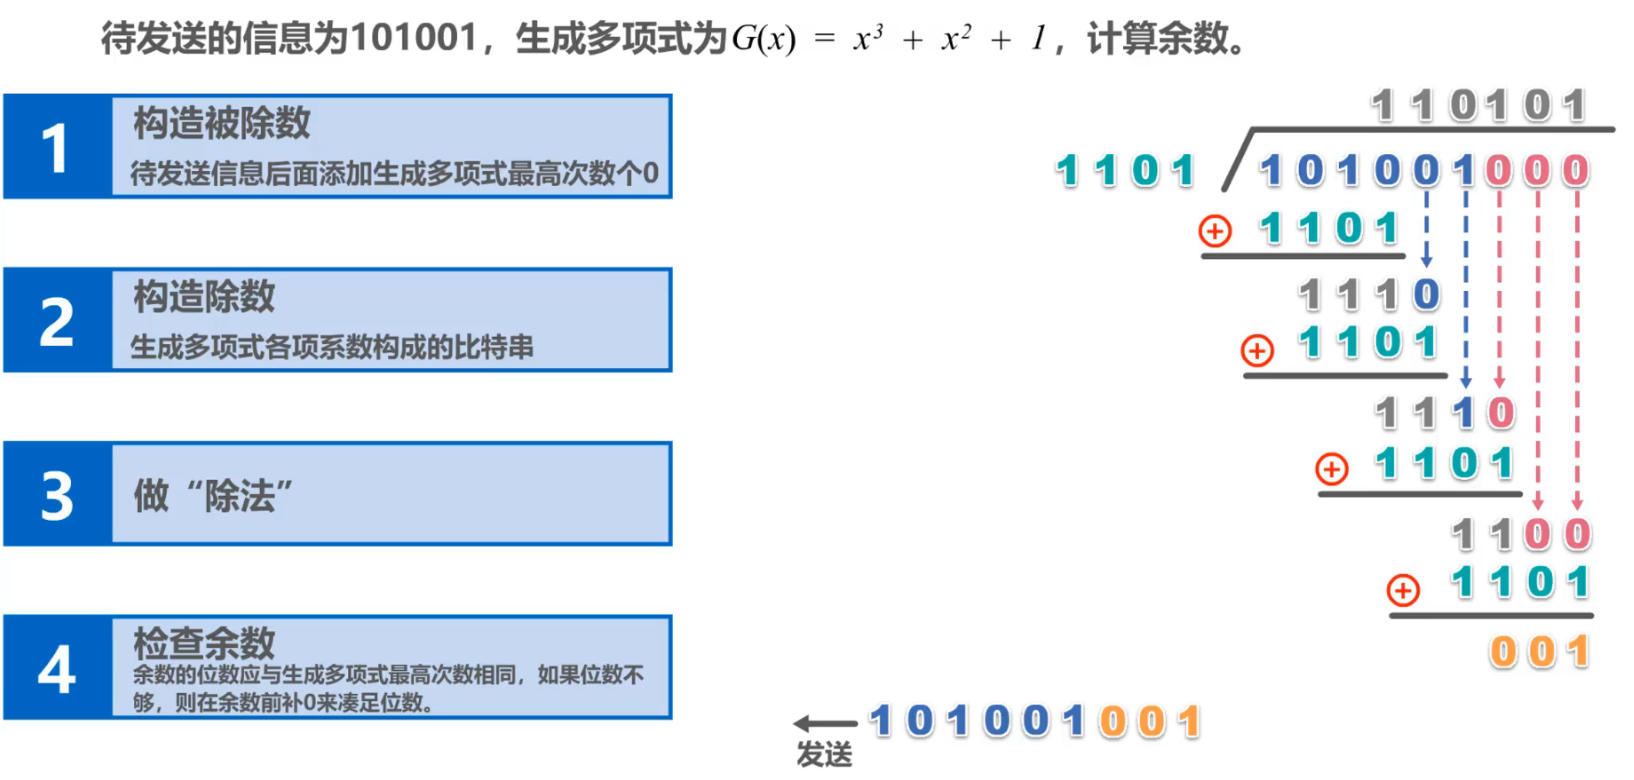 待发送的信息为101001，生成多项式为G(x) = x³ + x² + 1，计算余数。
1
构造被除数
待发送信息后面添加生成多项式最高次数个0
2
构造除数
生成多项式各项系数构成的比特串
3
做“除法”
4
检查余数
余数的位数应与生成多项式最高次数相同，如果位数不
够，则在余数前补0来凑足位数。
110101
1101
101001000
1101
1110
1101
1110
1101
1100
1101
001
101001001
发送